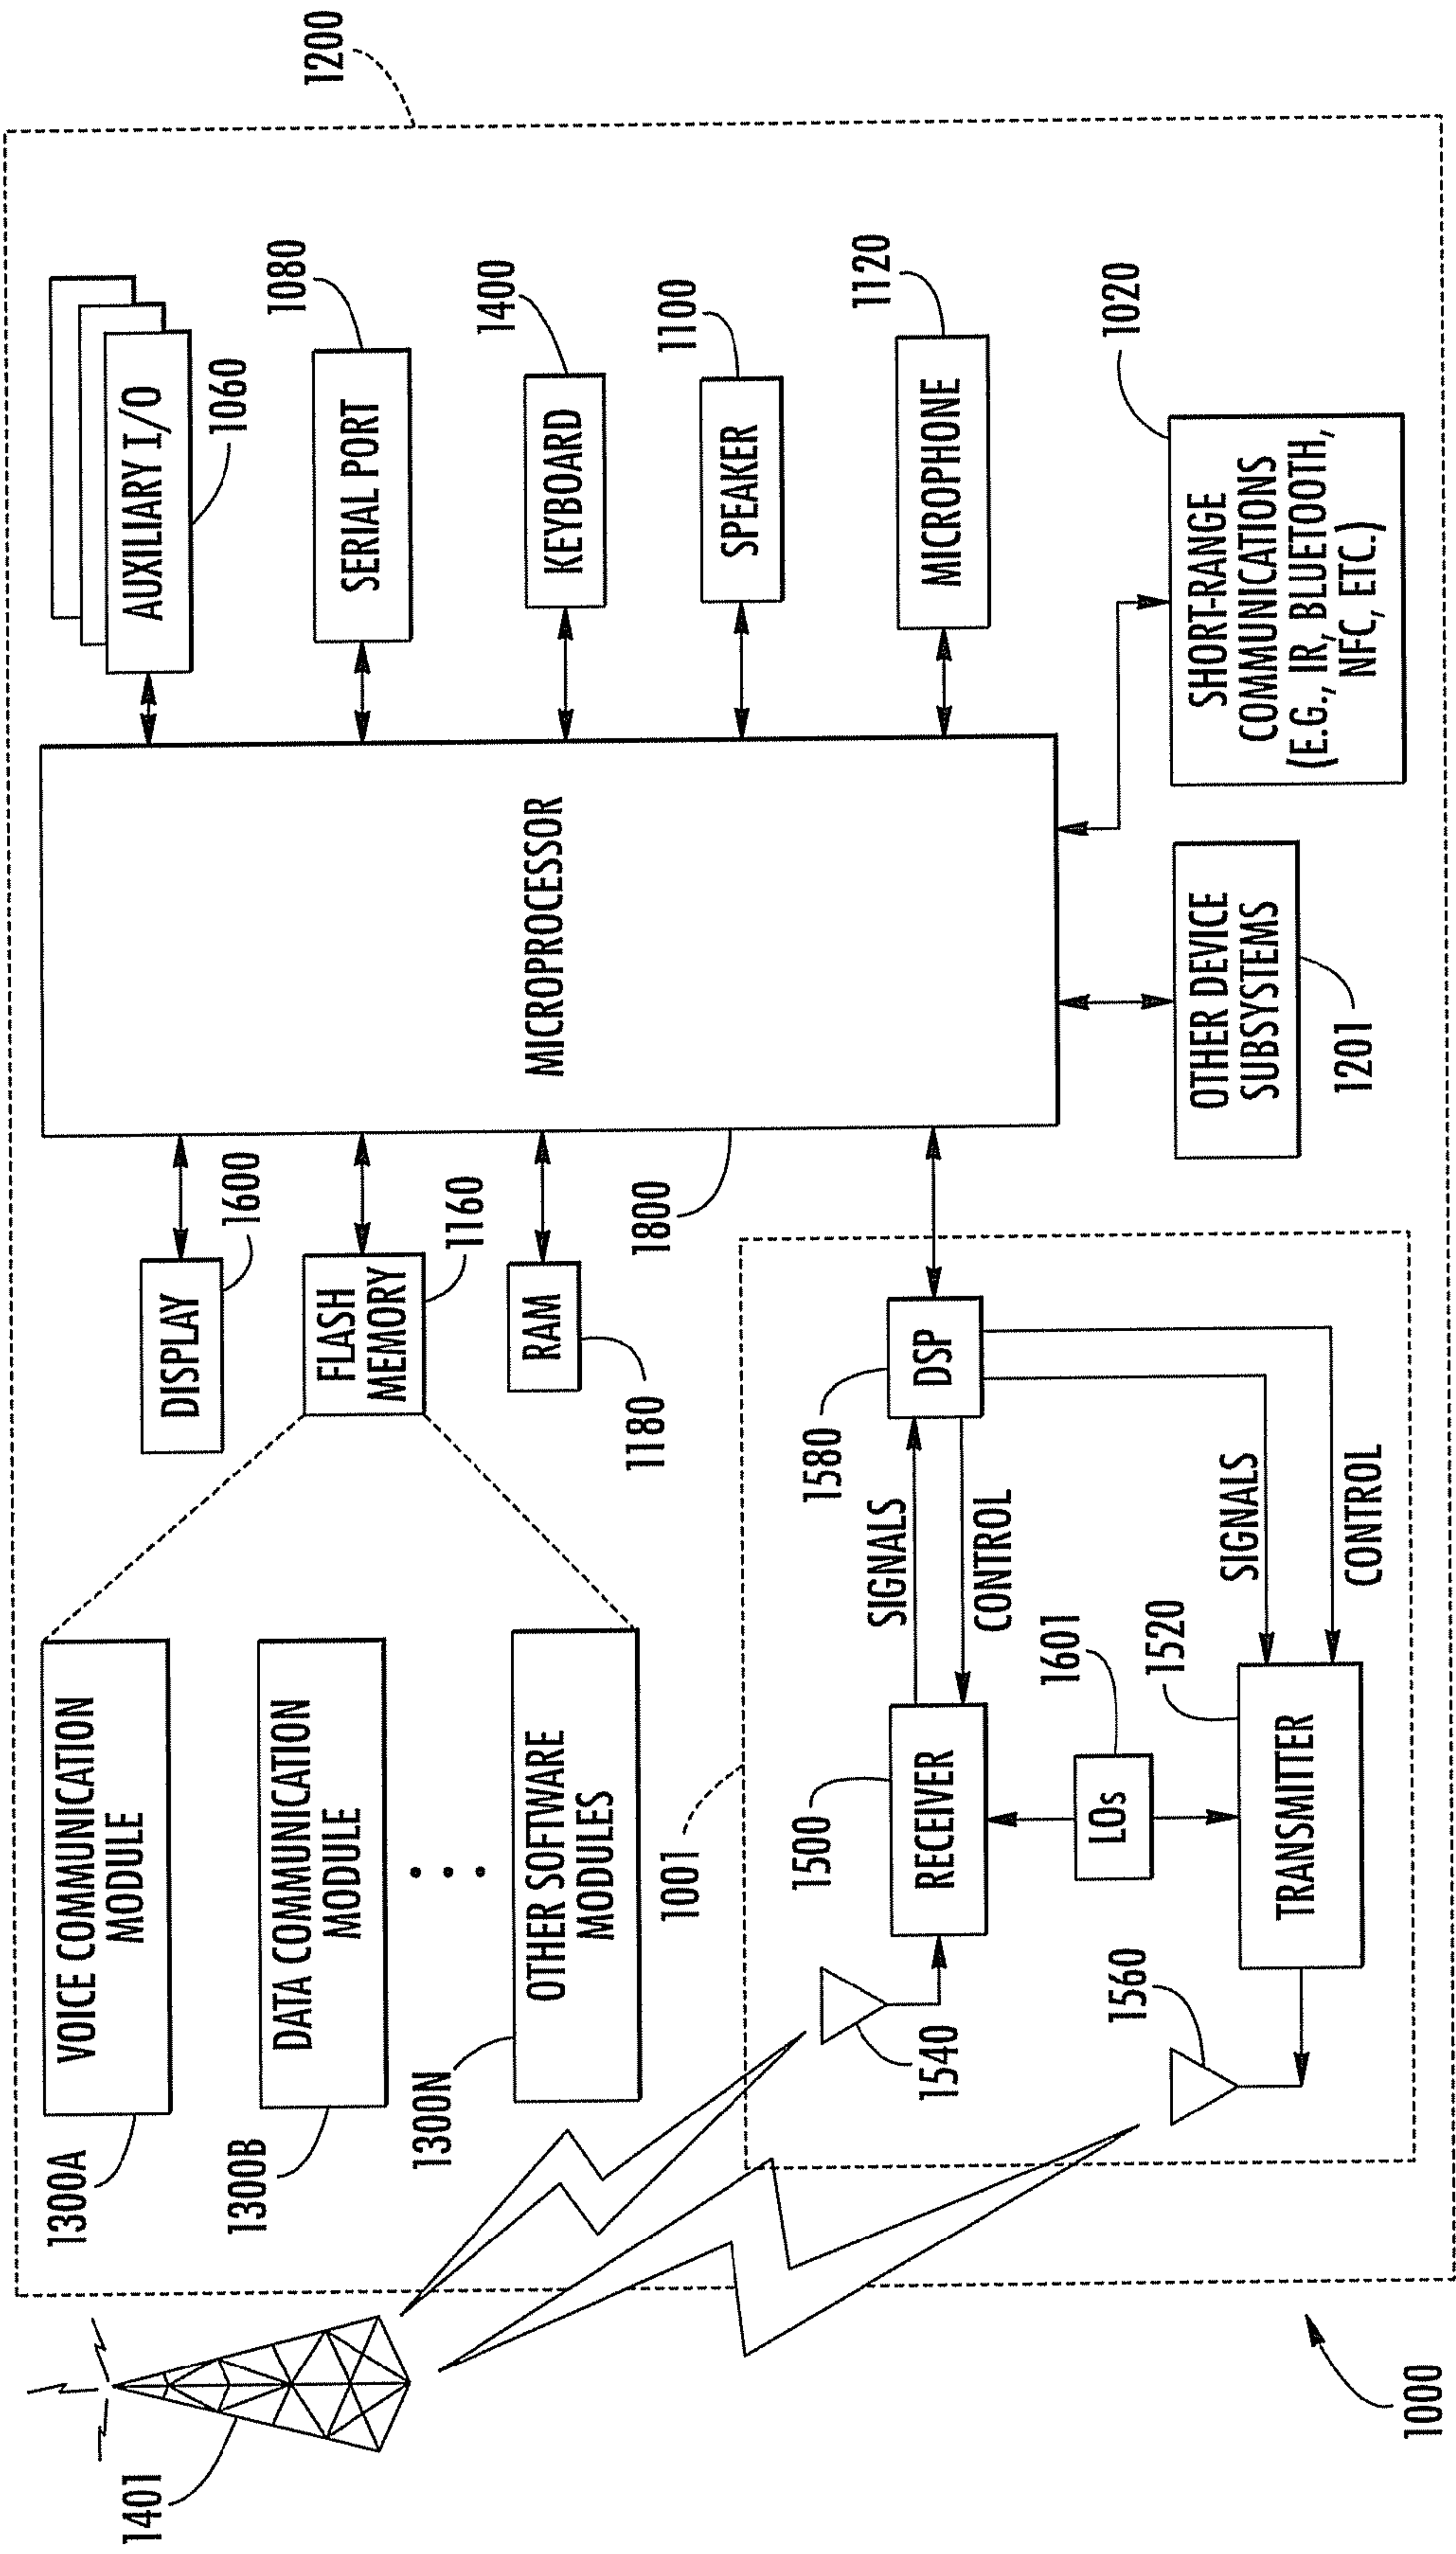 1200
AUXILIARY I/O
1060
SERIAL PORT
1080
KEYBOARD
1400
SPEAKER
1100
MICROPHONE
1120
SHORT-RANGE
COMMUNICATIONS
(E.G., IR, BLUETOOTH,
NFC, ETC.)
1020
MICROPROCESSOR
1800
OTHER DEVICE
SUBSYSTEMS
1201
DISPLAY
1600
FLASH
MEMORY
1160
RAM
1180
VOICE COMMUNICATION
MODULE
1300A
DATA COMMUNICATION
MODULE
1300B
OTHER SOFTWARE
MODULES
1300N
1001
DSP
1580
SIGNALS
CONTROL
SIGNALS
CONTROL
RECEIVER
1500
LOs
1601
TRANSMITTER
1520
1540
1560
1401
1000